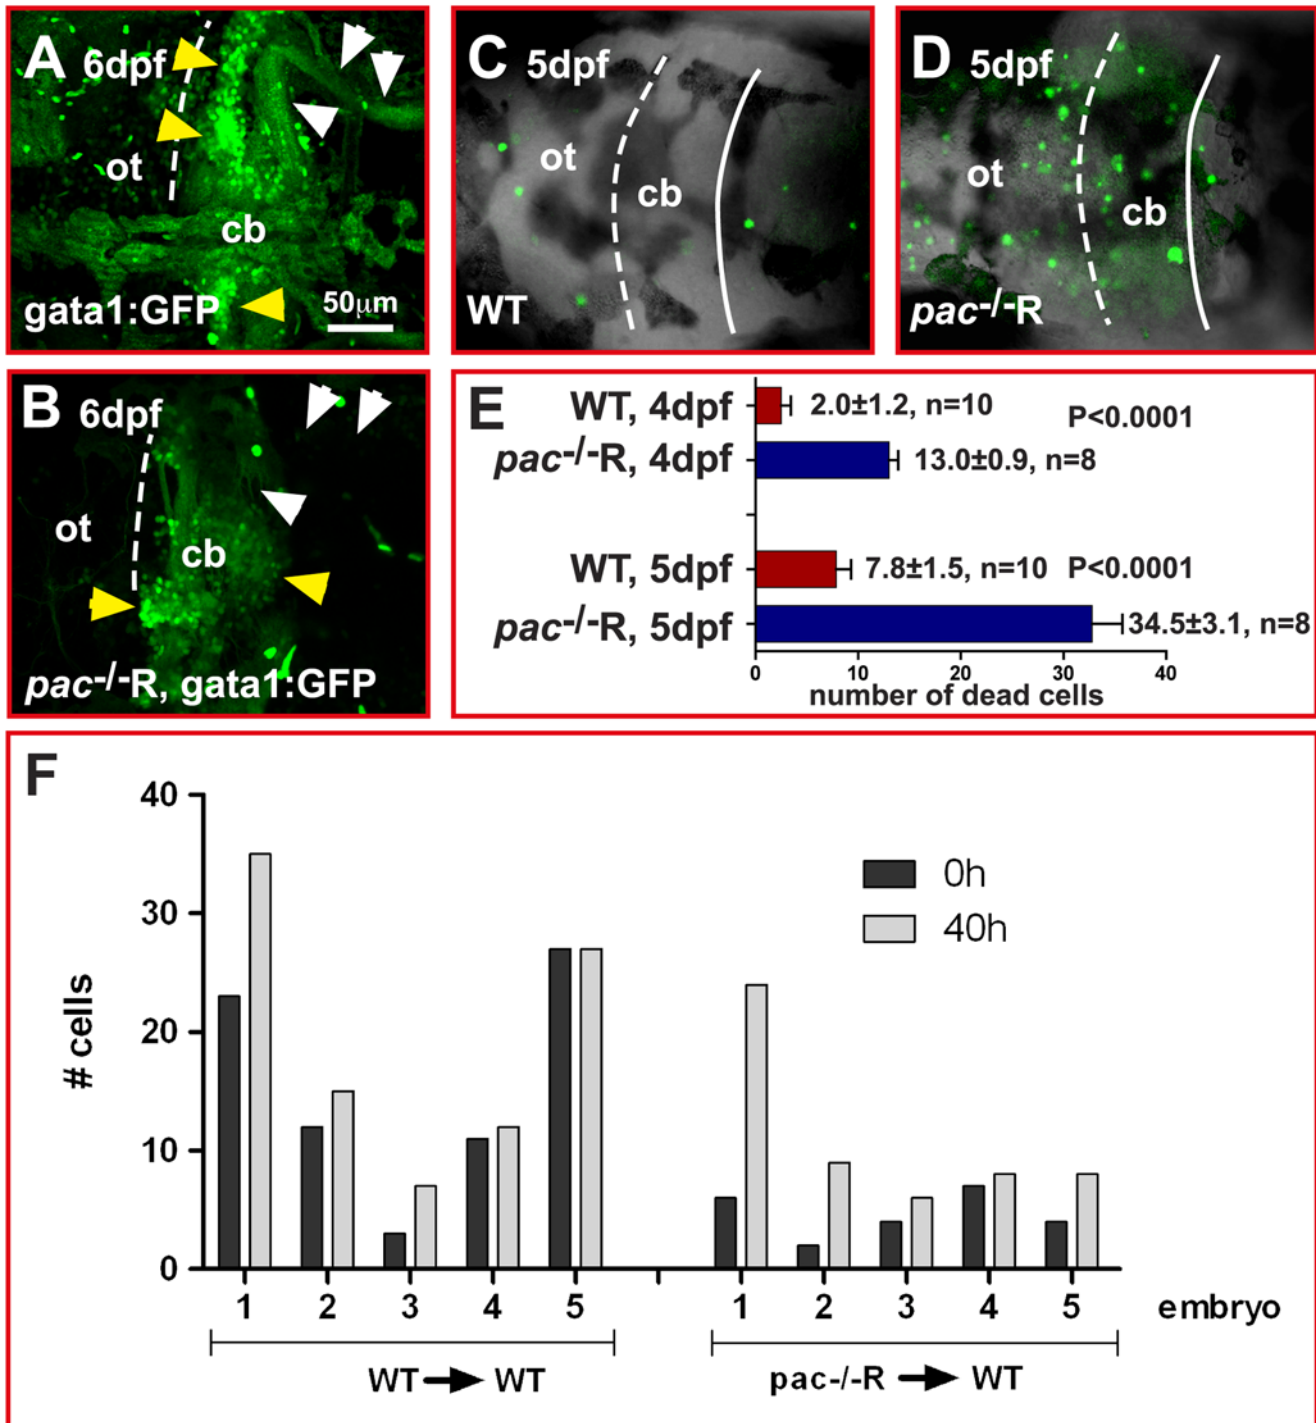 A 6dpf
ot
cb
gata1:GFP
50μm
C 5dpf
ot
cb
WT
D 5dpf
ot
cb
pac-/-R
B 6dpf
ot
cb
pac-/-R, gata1:GFP
E
WT, 4dpf 2.0±1.2, n=10 P<0.0001
pac-/-R, 4dpf 13.0±0.9, n=8
WT, 5dpf 7.8±1.5, n=10 P<0.0001
pac-/-R, 5dpf 34.5±3.1, n=8
0 10 20 30 40
number of dead cells
F
40
30
20
10
0
# cells
0h
40h
1 2 3 4 5 1 2 3 4 5 embryo
WT → WT pac-/-R → WT